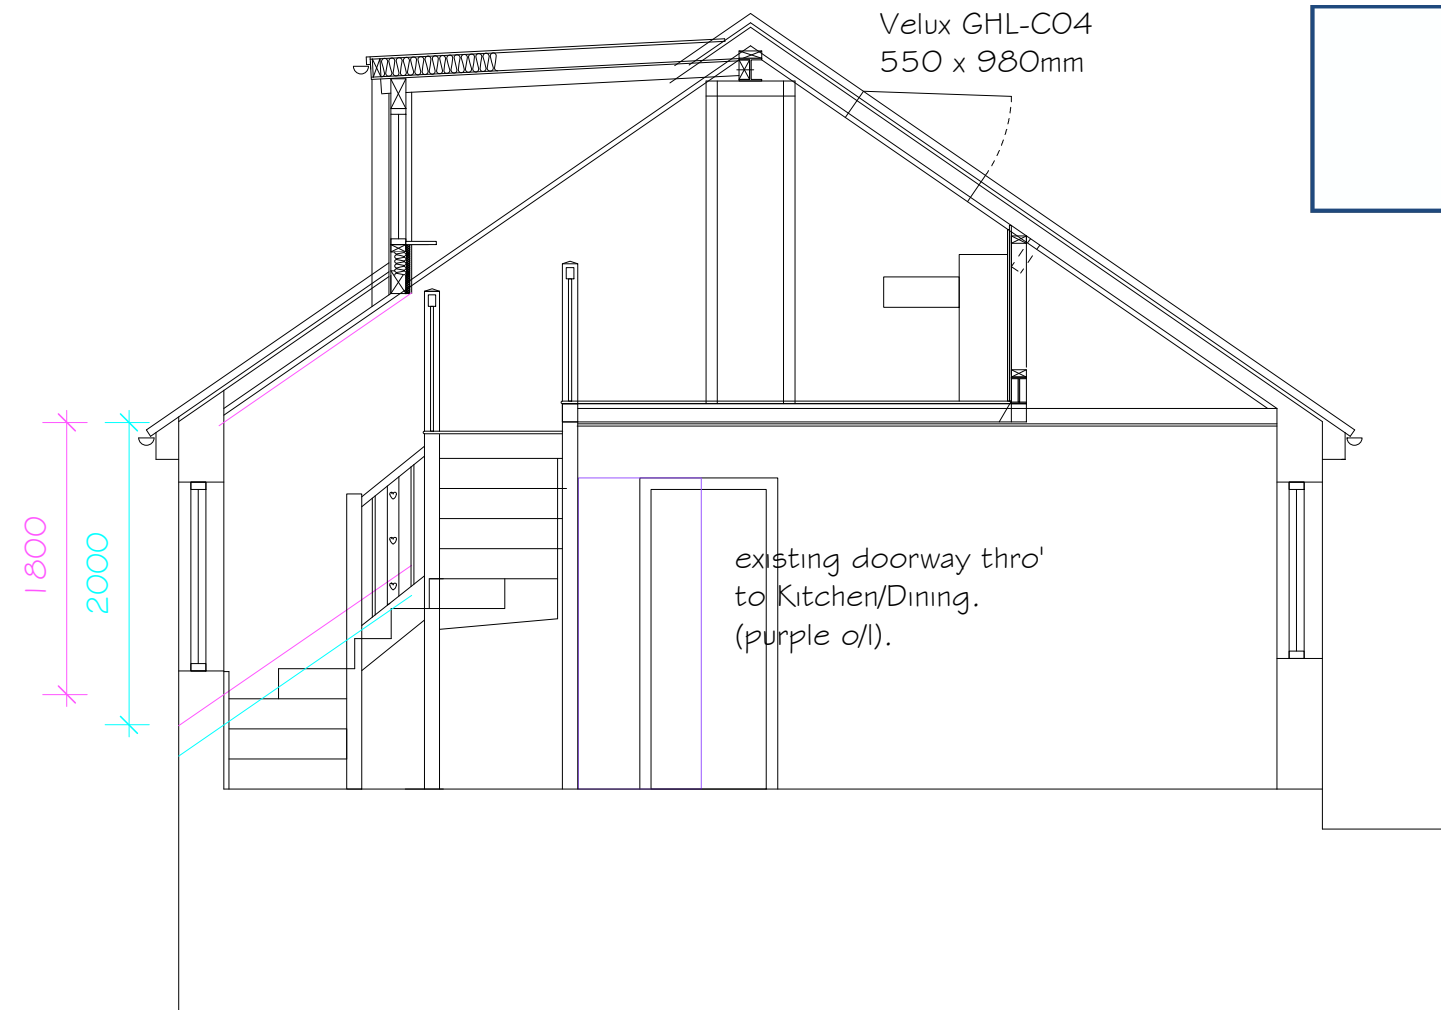 Velux GHL-C04
550 x 980mm
1800
2000
existing doorway thro'
to Kitchen/Dining.
(purple o/l).